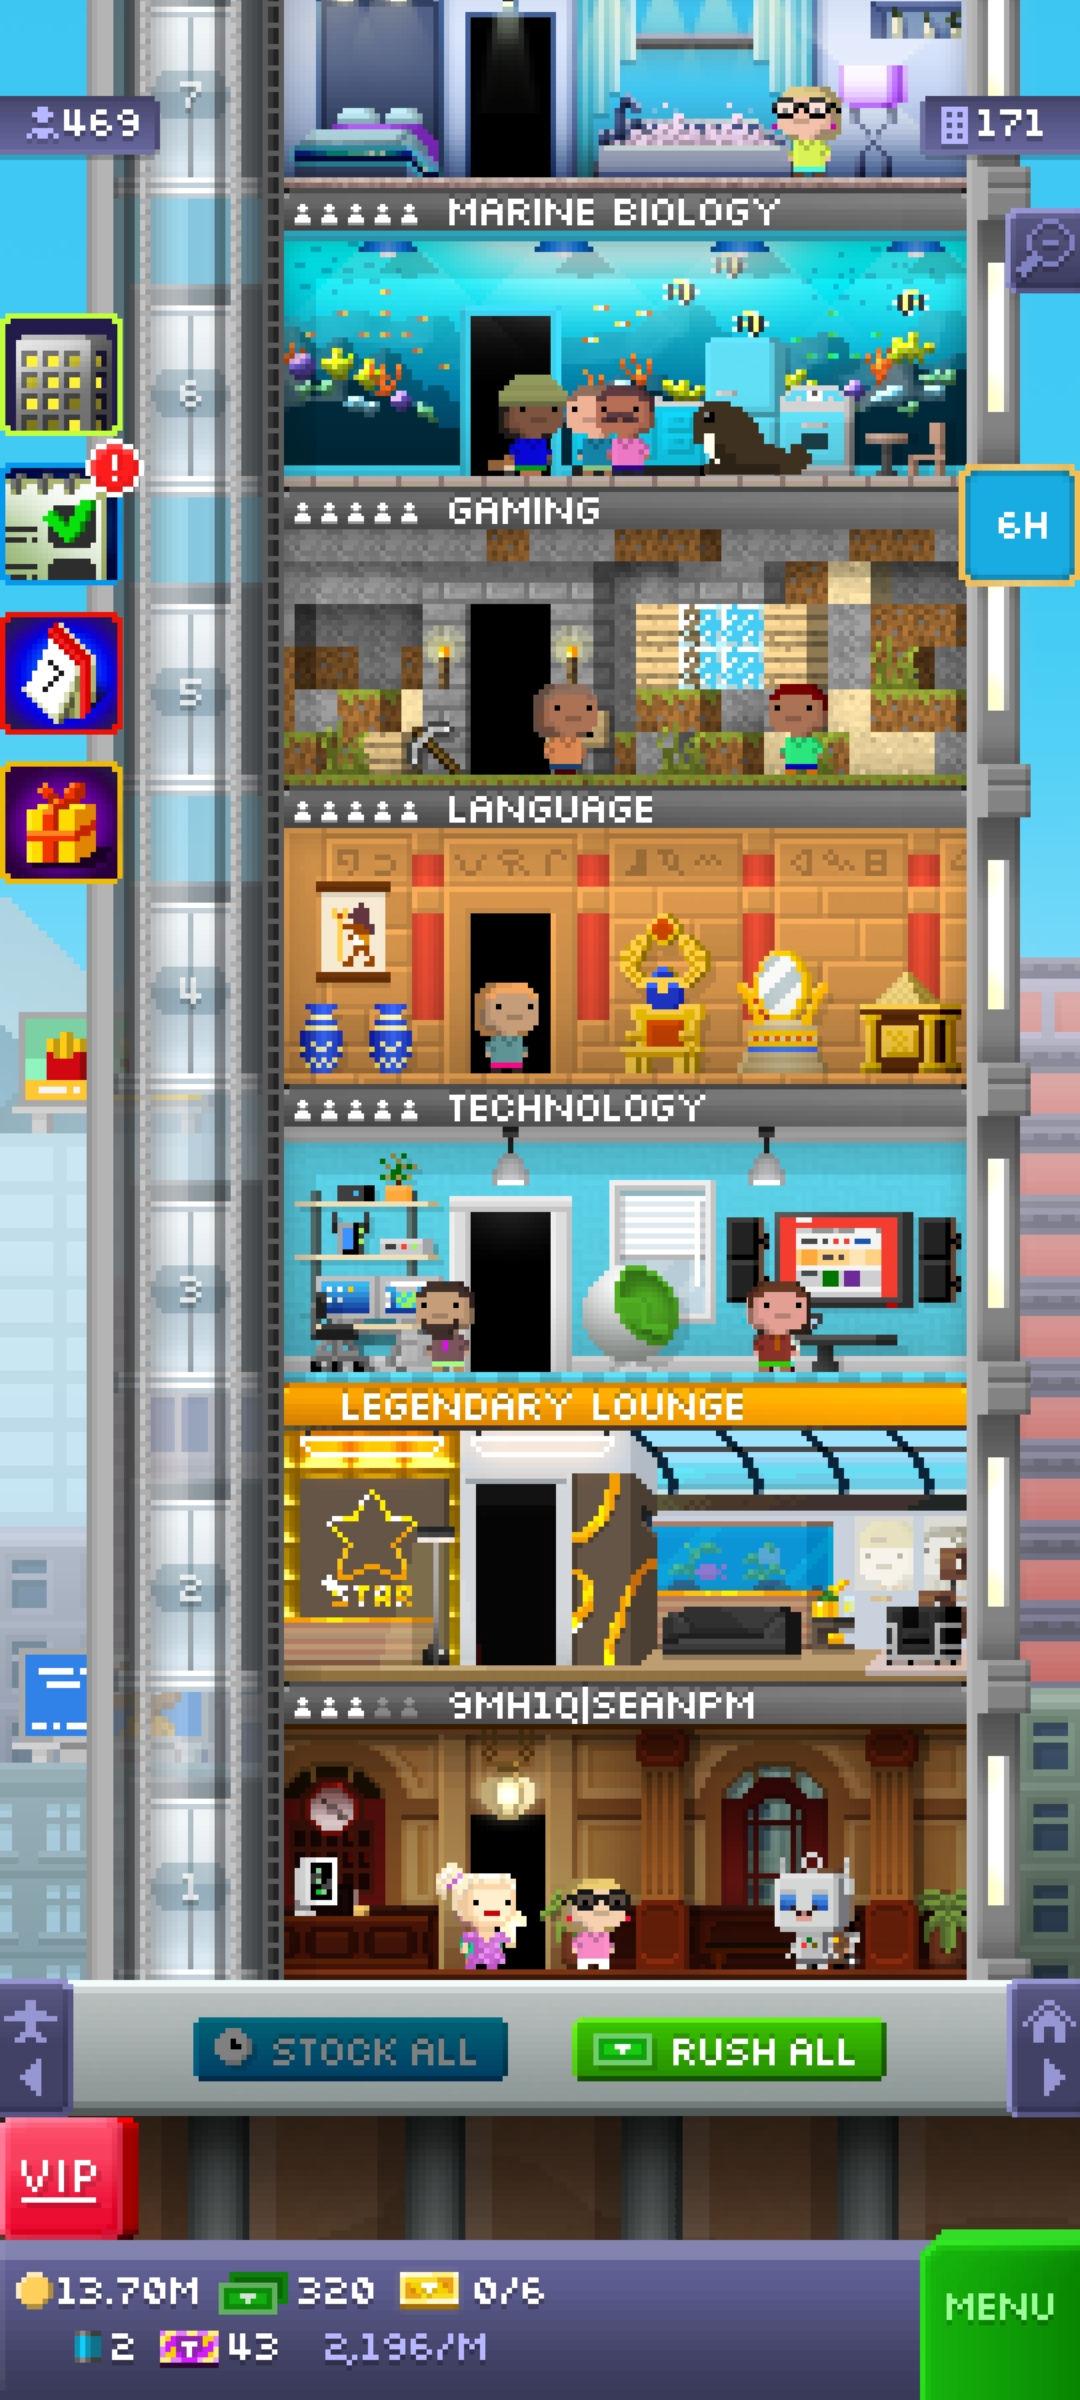 7
469
171
MARINE BIOLOGY
6
GAMING
6H
5
LANGUAGE
4
TECHNOLOGY
3
LEGENDARY LOUNGE
STAR
2
9MH1Q|SEANPM
1
STOCK ALL
RUSH ALL
VIP
13.70M 320 0/6
MENU
2 43 2,196/M